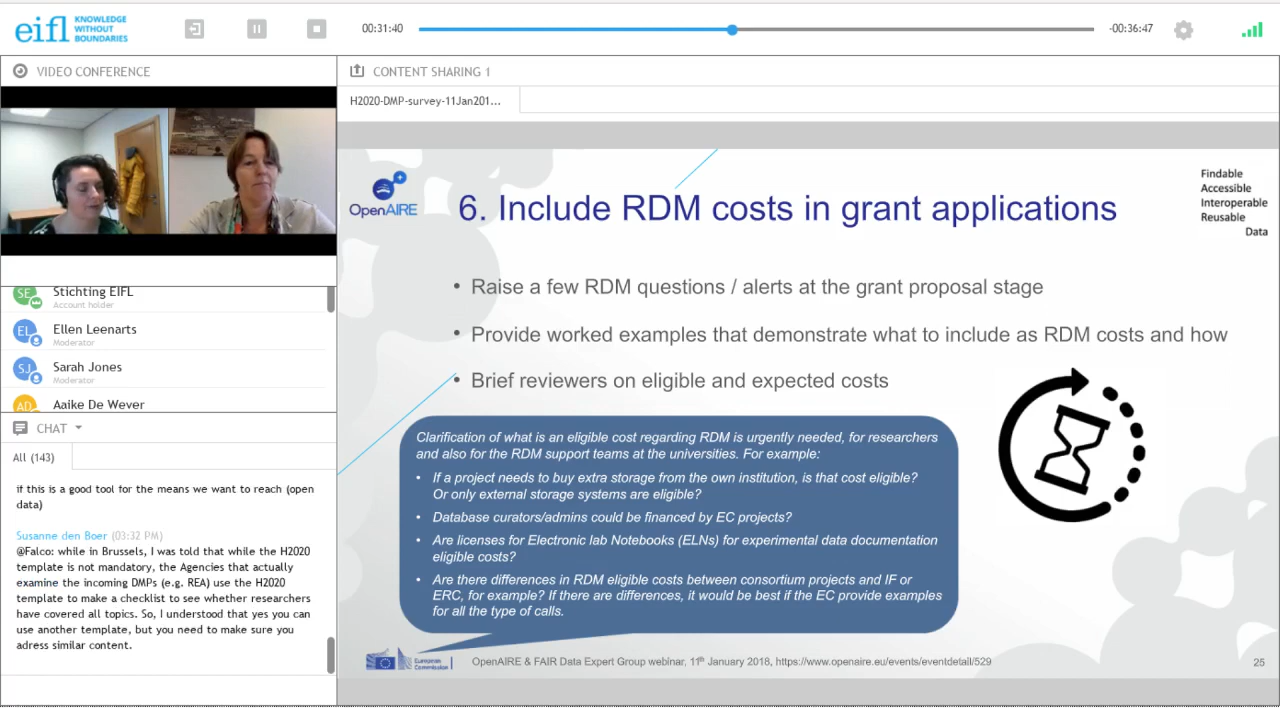 eifl KNOWLEDGE
WITHOUT
BOUNDARIES
00:31:40
-00:36:47
VIDEO CONFERENCE
CONTENT SHARING 1
H2020-DMP-survey-11Jan201...
SE Stichting EIFL
Account holder
EL Ellen Leenarts
Moderator
SJ Sarah Jones
Moderator
AD Aaike De Wever
CHAT
All (143)
if this is a good tool for the means we want to reach (open
data)
Susanne den Boer (03:32 PM)
@Falco: while in Brussels, I was told that while the H2020
template is not mandatory, the Agencies that actually
examine the incoming DMPs (e.g. REA) use the H2020
template to make a checklist to see whether researchers
have covered all topics. So, I understood that yes you can
use another template, but you need to make sure you
adress similar content.
OpenAIRE
Findable
Accessible
Interoperable
Reusable
Data
6. Include RDM costs in grant applications
• Raise a few RDM questions / alerts at the grant proposal stage
• Provide worked examples that demonstrate what to include as RDM costs and how
• Brief reviewers on eligible and expected costs
Clarification of what is an eligible cost regarding RDM is urgently needed, for researchers
and also for the RDM support teams at the universities. For example:
• If a project needs to buy extra storage from the own institution, is that cost eligible?
Or only external storage systems are eligible?
• Database curators/admins could be financed by EC projects?
• Are licenses for Electronic lab Notebooks (ELNs) for experimental data documentation
eligible costs?
• Are there differences in RDM eligible costs between consortium projects and IF or
ERC, for example? If there are differences, it would be best if the EC provide examples
for all the type of calls.
European
Commission
OpenAIRE & FAIR Data Expert Group webinar, 11th January 2018, https://www.openaire.eu/events/eventdetail/529
25